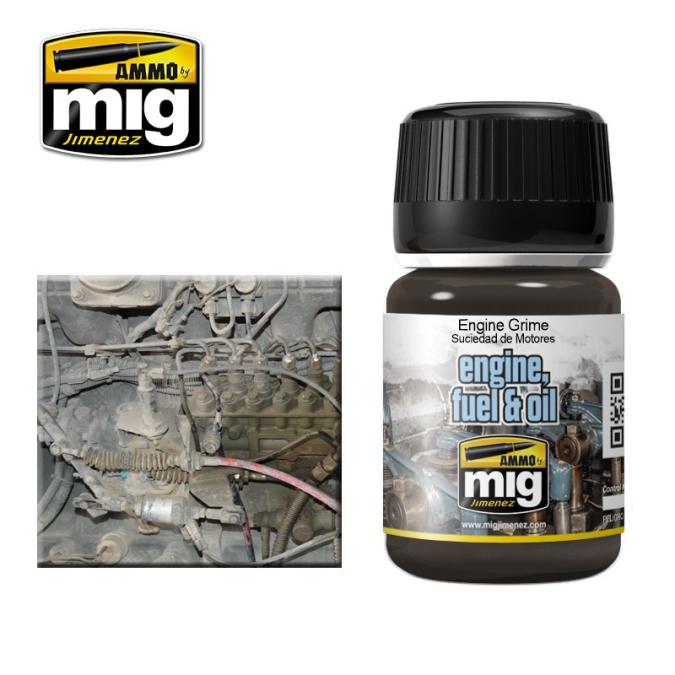 AMMO by
mig
Jimenez
Engine Grime
Suciedad de Motores
engine,
fuel & oil
AMMO by
mig
Jimenez
www.migjimenez.com
Control